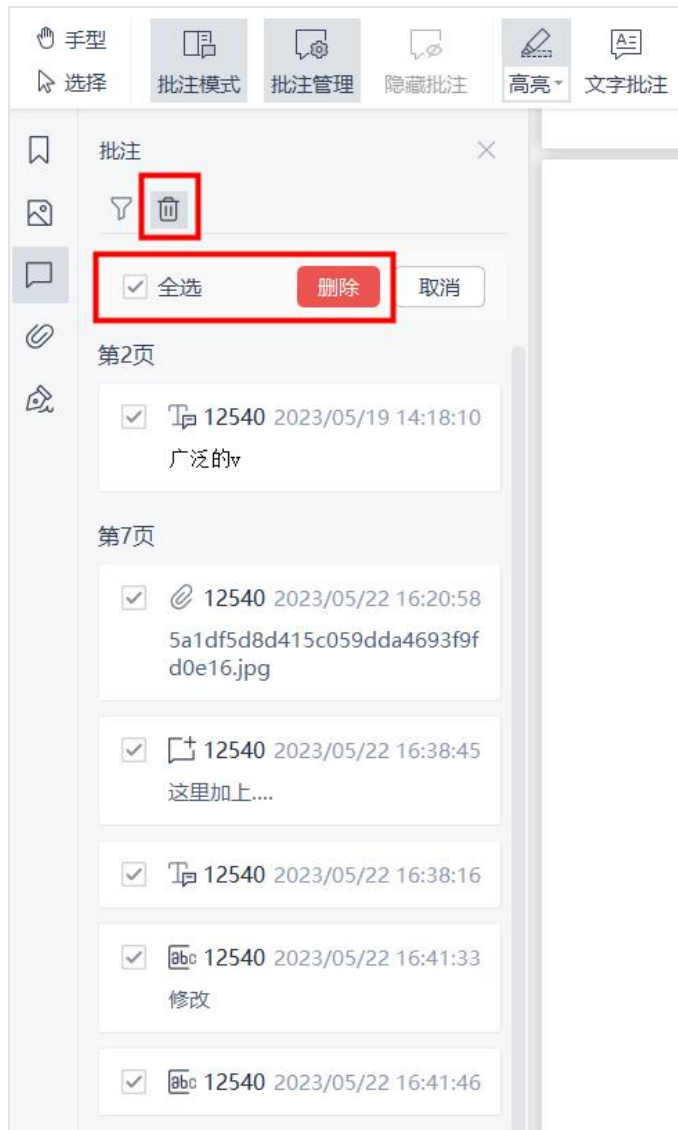 手型
选择
批注模式
批注管理
隐藏批注
高亮
文字批注
批注
全选
删除
取消
第2页
12540 2023/05/19 14:18:10
广泛的v
第7页
12540 2023/05/22 16:20:58
5a1df5d8d415c059dda4693f9f
d0e16.jpg
12540 2023/05/22 16:38:45
这里加上....
12540 2023/05/22 16:38:16
abc 12540 2023/05/22 16:41:33
修改
abc 12540 2023/05/22 16:41:46